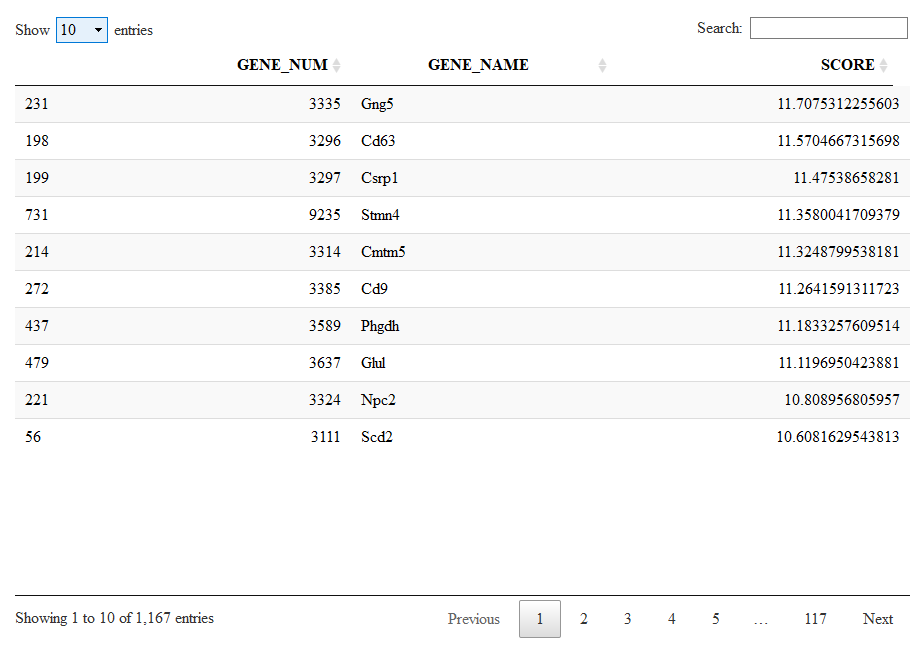 Show 10 entries Search:
GENE_NUM GENE_NAME SCORE
231 3335 Gng5 11.7075312255603
198 3296 Cd63 11.5704667315698
199 3297 Csrp1 11.47538658281
731 9235 Stmn4 11.3580041709379
214 3314 Cmtm5 11.3248799538181
272 3385 Cd9 11.2641591311723
437 3589 Phgdh 11.1833257609514
479 3637 Glul 11.1196950423881
221 3324 Npc2 10.808956805957
56 3111 Scd2 10.6081629543813
Showing 1 to 10 of 1,167 entries Previous 1 2 3 4 5 … 117 Next